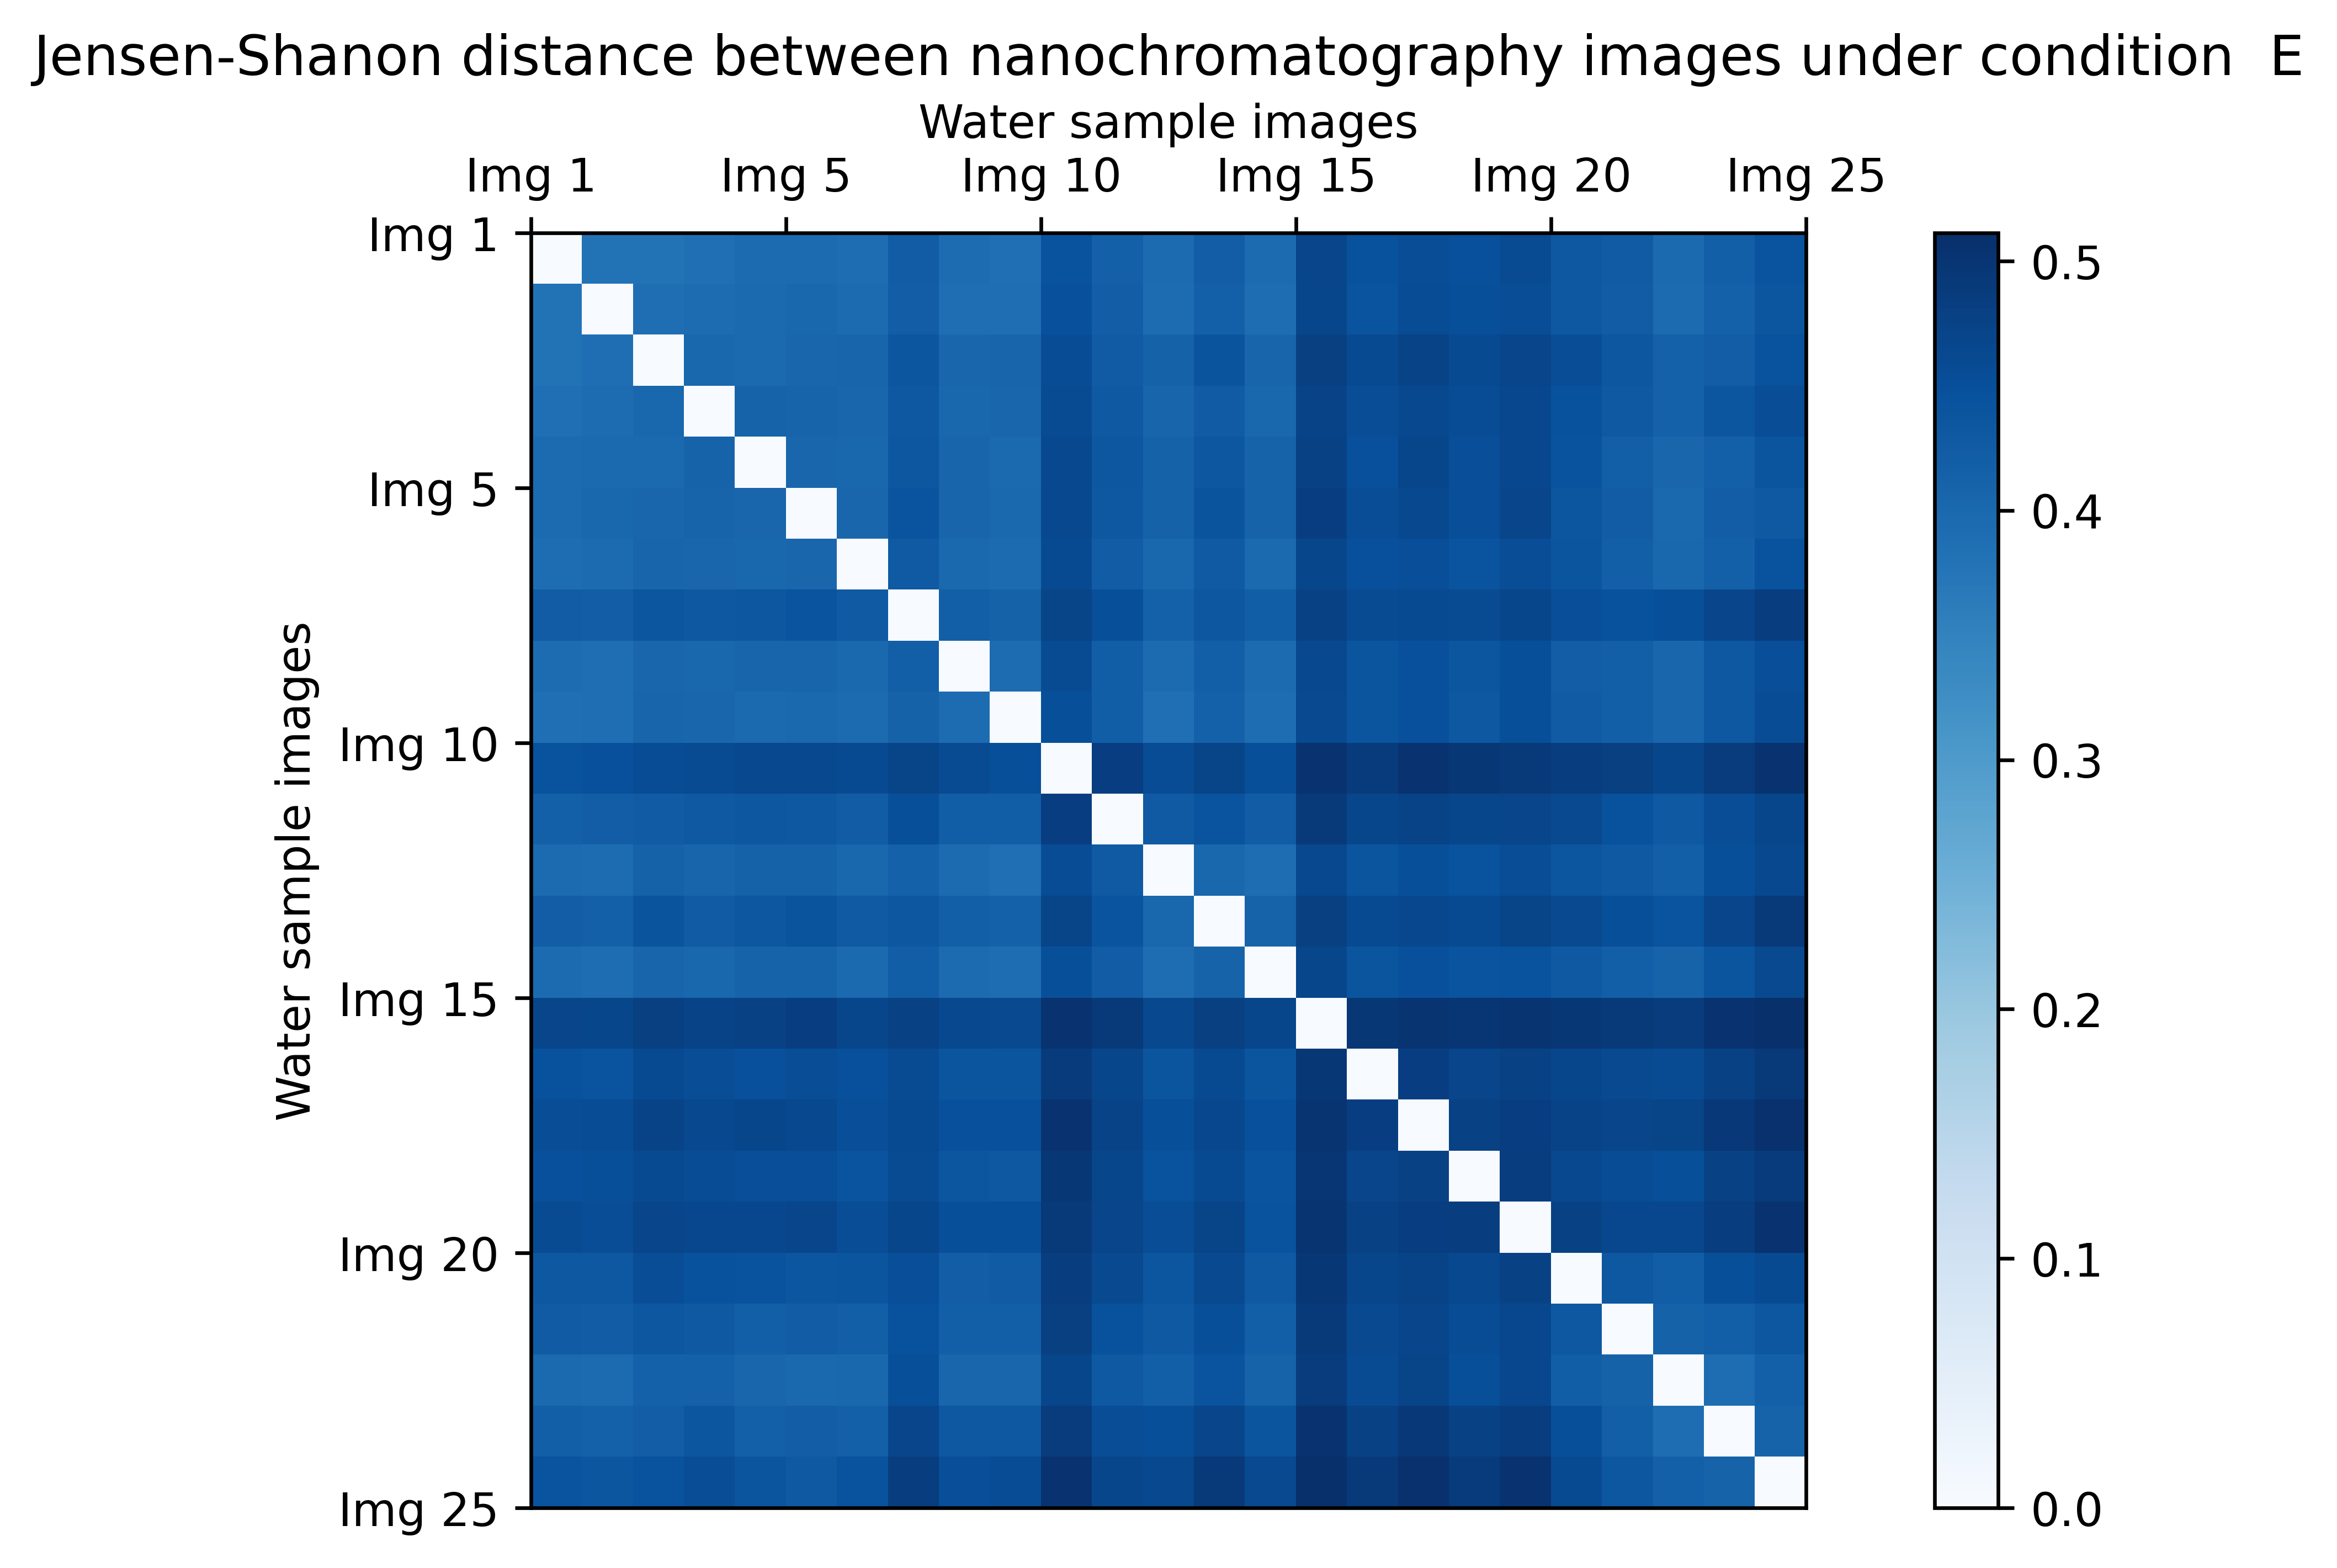 Jensen-Shanon distance between nanochromatography images under condition  E
Water sample images
Img 1 Img 5 Img 10 Img 15 Img 20 Img 25
Img 1
Img 5
Img 10
Img 15
Img 20
Img 25
Water sample images
0.5
0.4
0.3
0.2
0.1
0.0